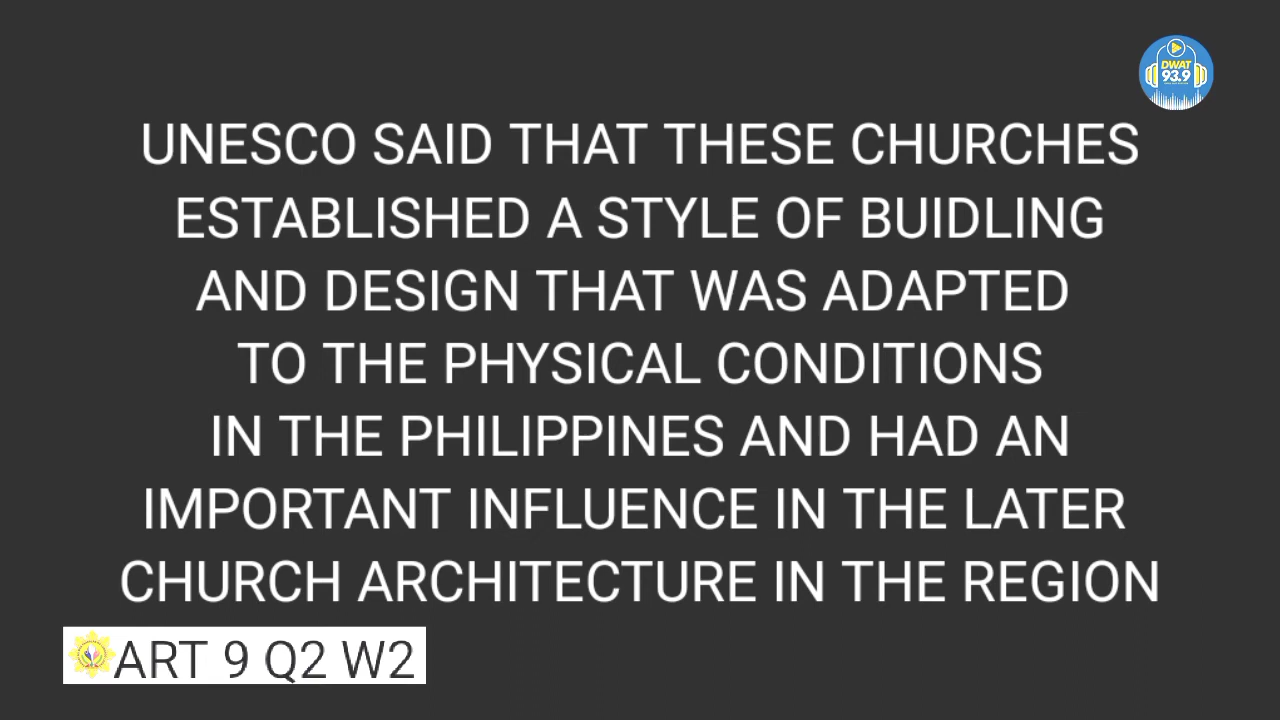 DWAT
93.9
UNESCO SAID THAT THESE CHURCHES
ESTABLISHED A STYLE OF BUIDLING
AND DESIGN THAT WAS ADAPTED
TO THE PHYSICAL CONDITIONS
IN THE PHILIPPINES AND HAD AN
IMPORTANT INFLUENCE IN THE LATER
CHURCH ARCHITECTURE IN THE REGION
ART 9 Q2 W2